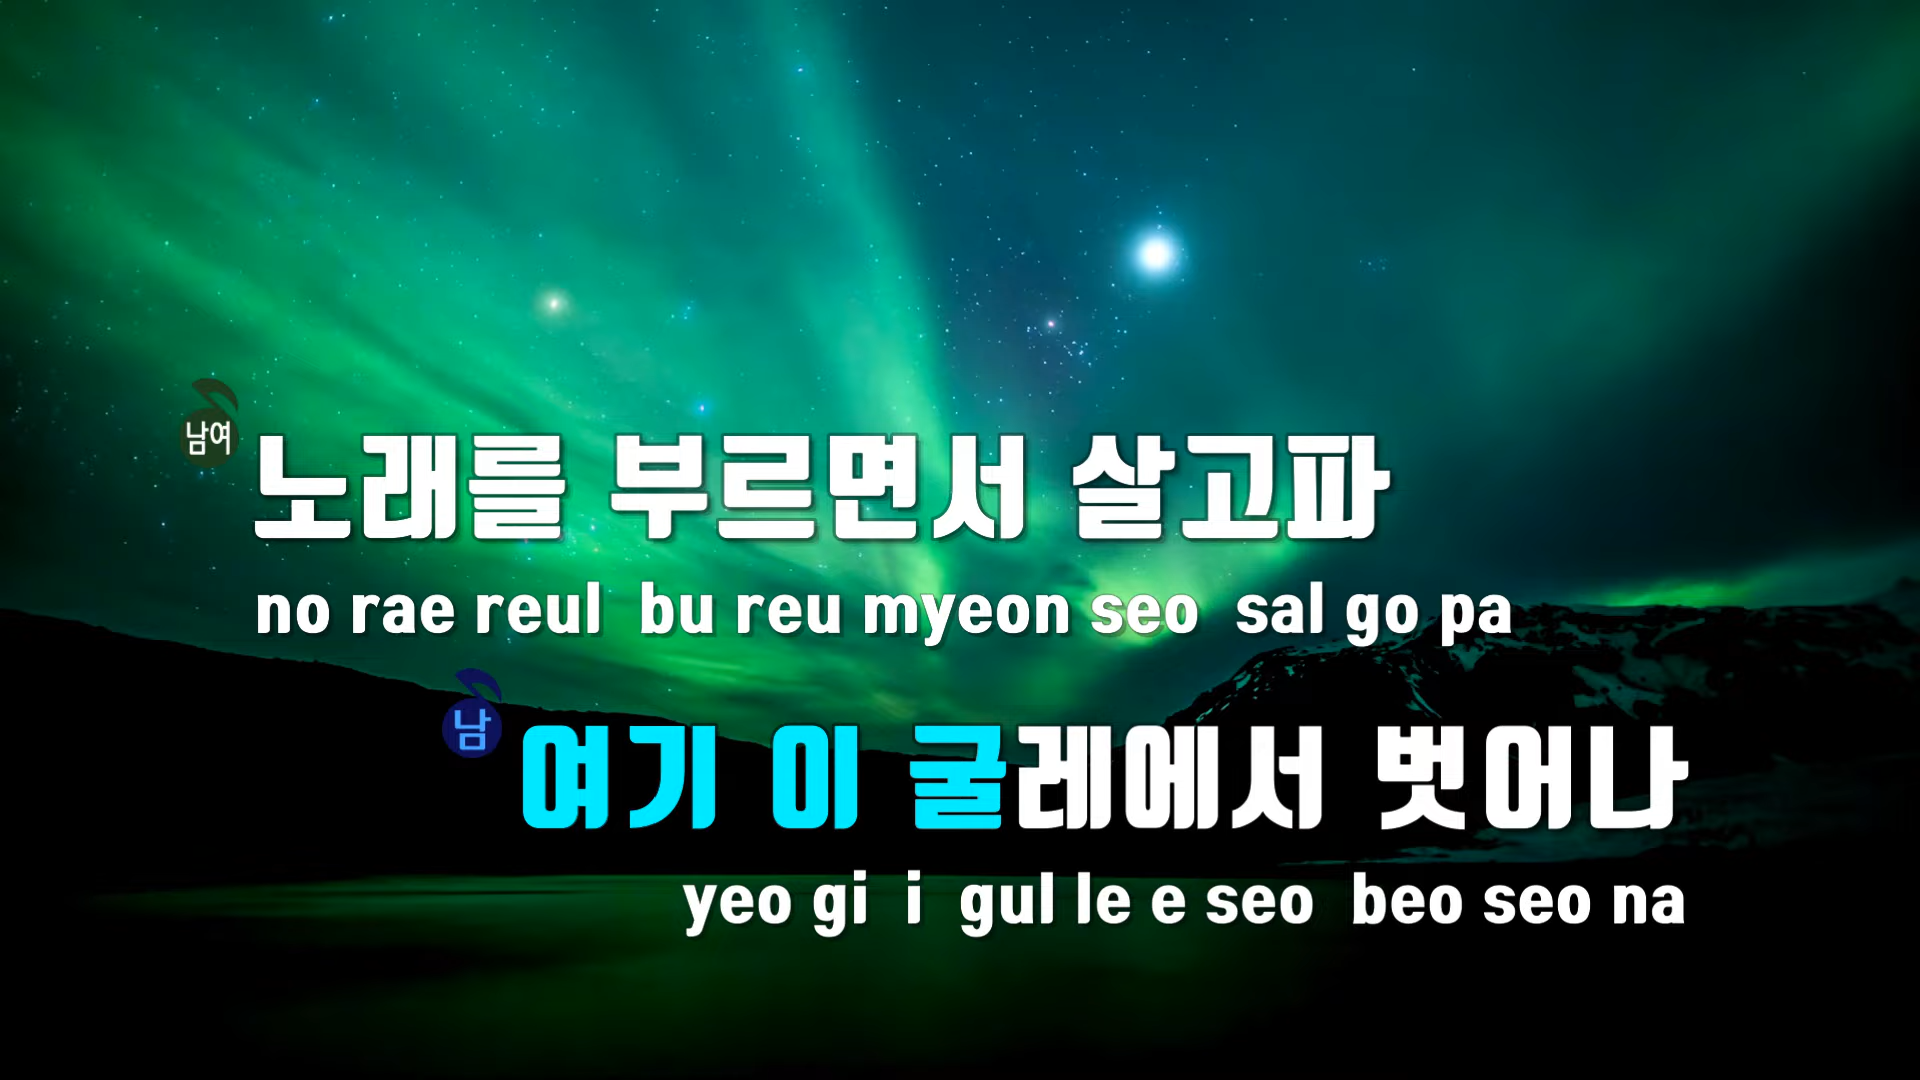 남여 노래를 부르면서 살고파
no rae reul bu reu myeon seo sal go pa
남 여기 이 굴레에서 벗어나
yeo gi i gul le e seo beo seo na